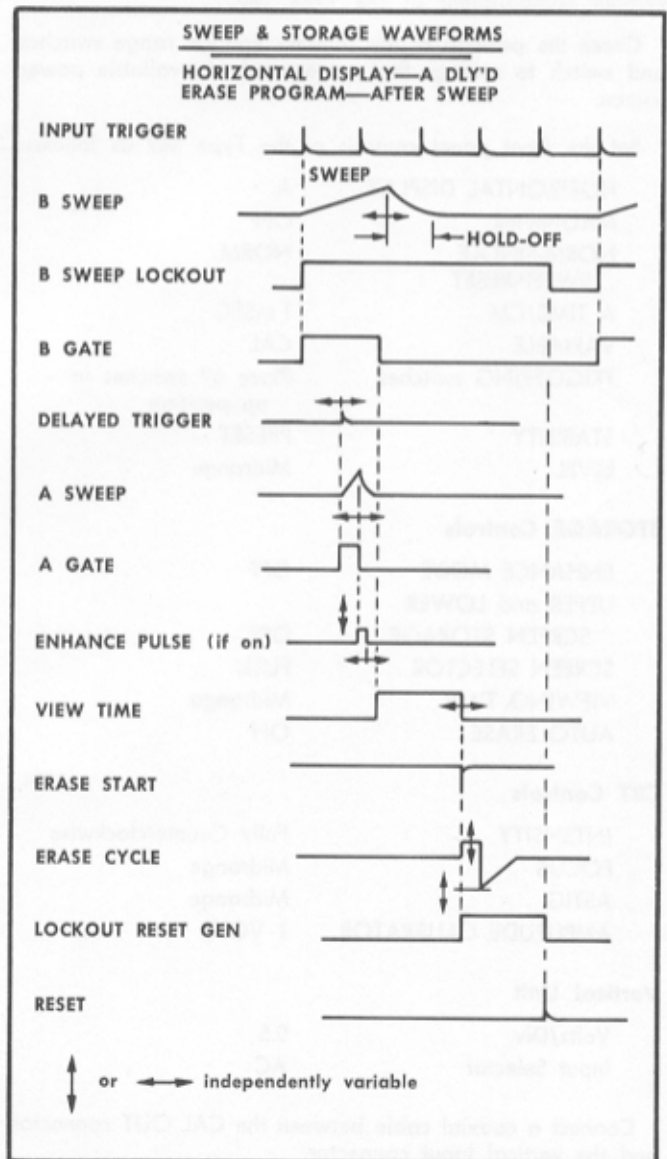 SWEEP & STORAGE WAVEFORMS
HORIZONTAL DISPLAY—A DLY'D
ERASE PROGRAM—AFTER SWEEP
INPUT TRIGGER
SWEEP
B SWEEP
HOLD-OFF
B SWEEP LOCKOUT
B GATE
DELAYED TRIGGER
A SWEEP
A GATE
ENHANCE PULSE (if on)
VIEW TIME
ERASE START
ERASE CYCLE
LOCKOUT RESET GEN
RESET
or independently variable